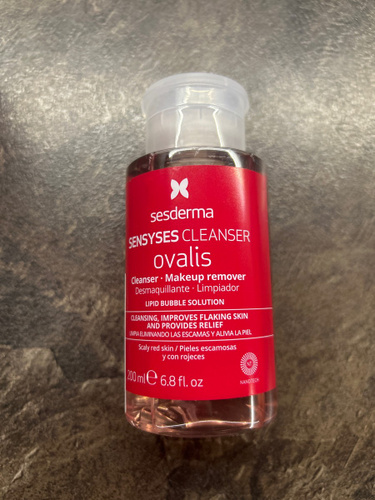 sesderma
SENSYSES CLEANSER
ovalis
Cleanser · Makeup remover
Desmaquillante · Limpiador
LIPID BUBBLE SOLUTION
CLEANSING, IMPROVES FLAKING SKIN
AND PROVIDES RELIEF
LIMPIA ELIMINANDO LAS ESCAMAS Y ALIVIA LA PIEL
Scaly red skin / Pieles escamosas
y con rojeces
200 ml ℮ 6.8 fl. oz
NANOTECH